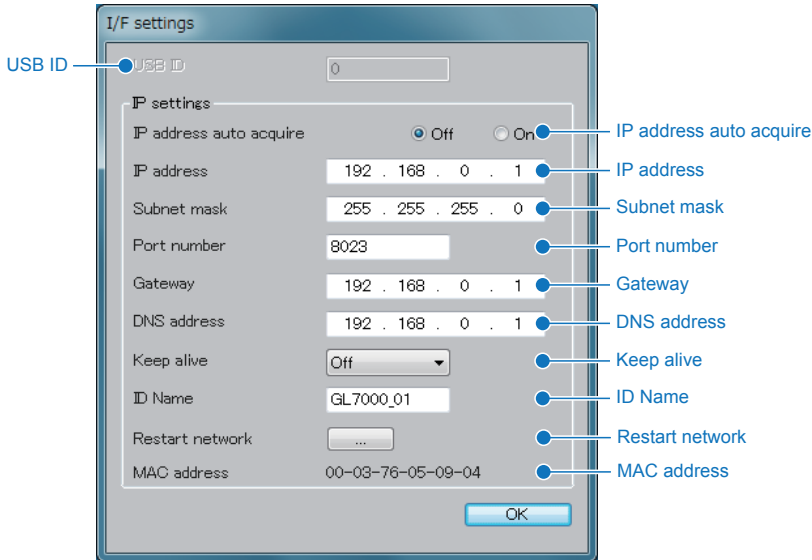 I/F settings
USB ID USB ID 0
IP settings
IP address auto acquire Off On IP address auto acquire
IP address 192 . 168 . 0 . 1 IP address
Subnet mask 255 . 255 . 255 . 0 Subnet mask
Port number 8023 Port number
Gateway 192 . 168 . 0 . 1 Gateway
DNS address 192 . 168 . 0 . 1 DNS address
Keep alive Off Keep alive
ID Name GL7000_01 ID Name
Restart network ... Restart network
MAC address 00-03-76-05-09-04 MAC address
OK